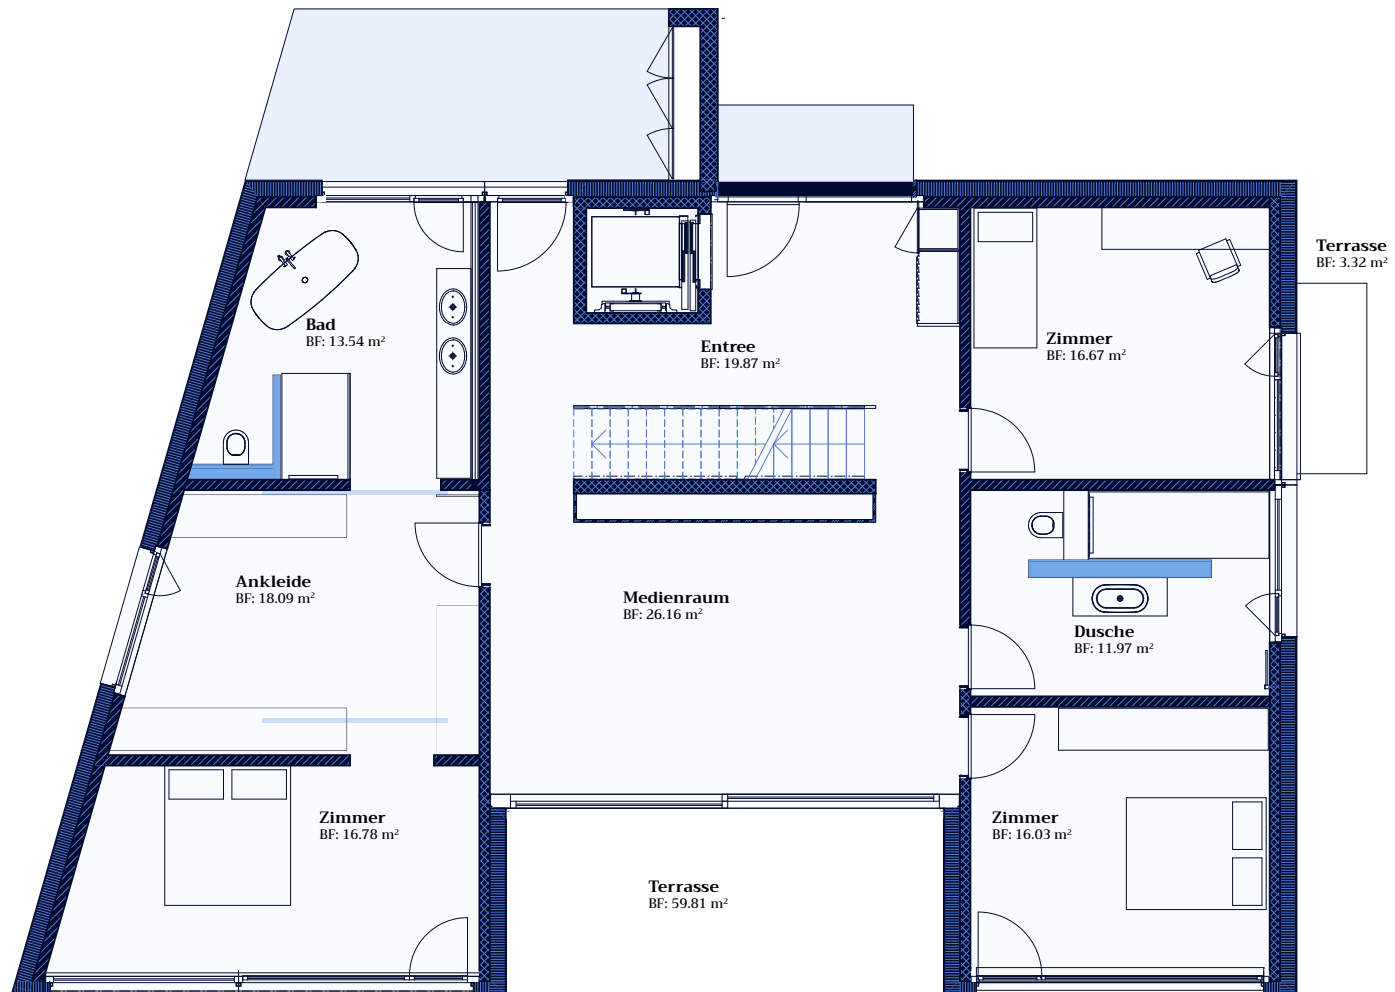 Terrasse
BF: 3.32 m²
Bad
BF: 13.54 m²
Entree
BF: 19.87 m²
Zimmer
BF: 16.67 m²
Ankleide
BF: 18.09 m²
Medienraum
BF: 26.16 m²
Dusche
BF: 11.97 m²
Zimmer
BF: 16.78 m²
Zimmer
BF: 16.03 m²
Terrasse
BF: 59.81 m²